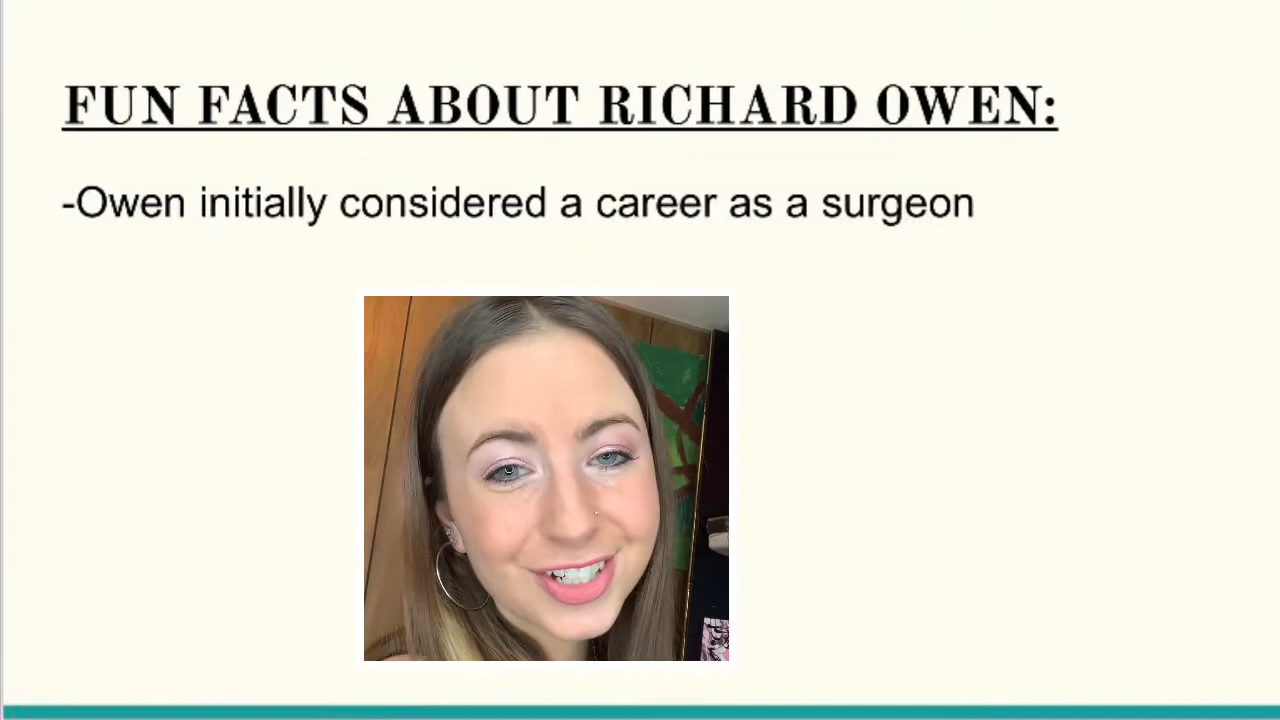 FUN FACTS ABOUT RICHARD OWEN:
-Owen initially considered a career as a surgeon